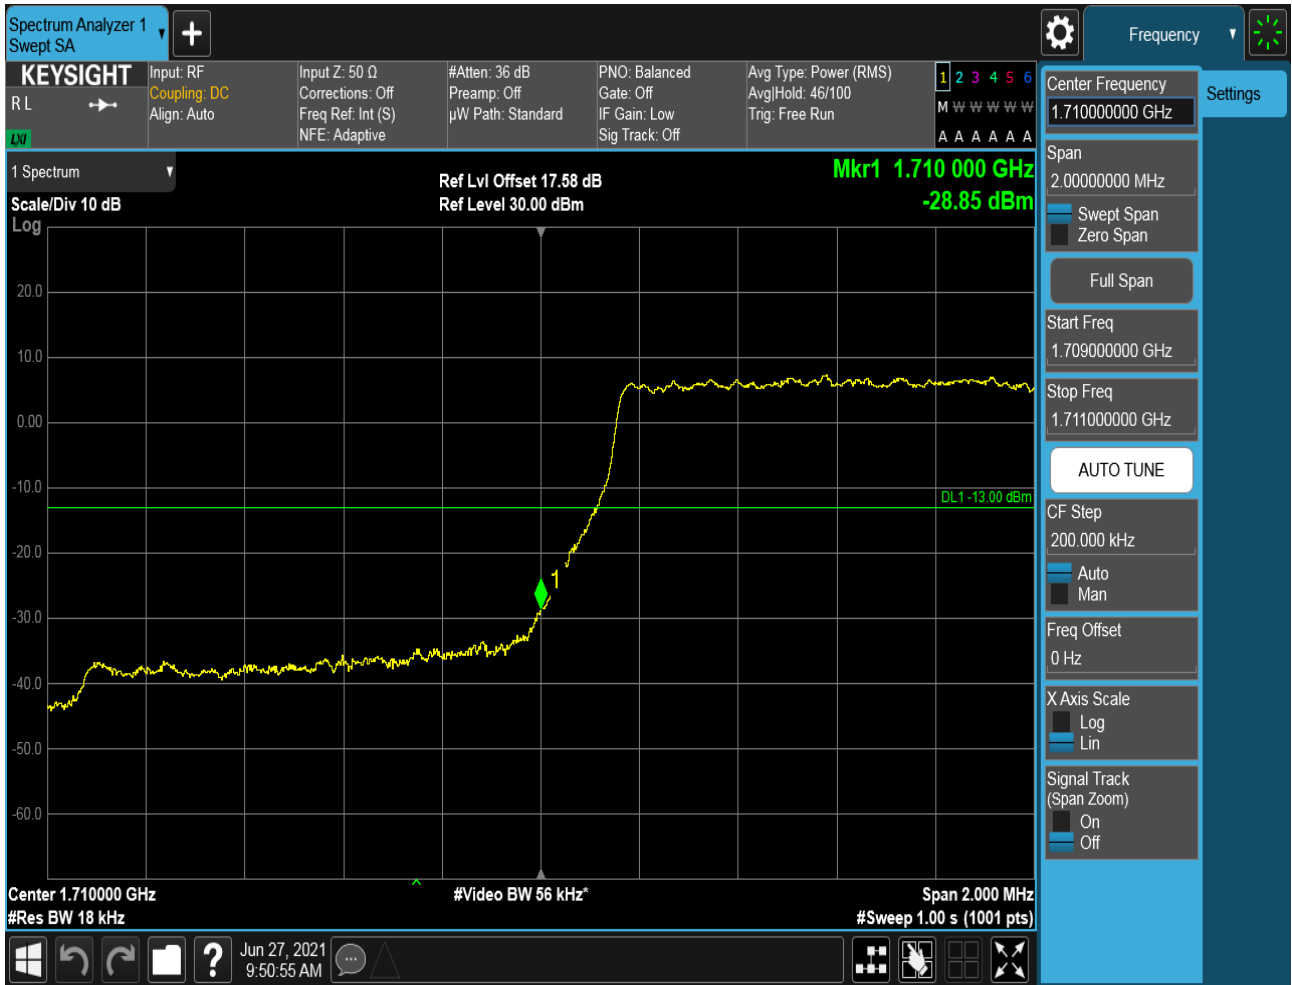 Spectrum Analyzer 1
Swept SA
Frequency
KEYSIGHT
R L
LXI
Input: RF
Coupling: DC
Align: Auto
Input Z: 50 Ω
Corrections: Off
Freq Ref: Int (S)
NFE: Adaptive
#Atten: 36 dB
Preamp: Off
µW Path: Standard
PNO: Balanced
Gate: Off
IF Gain: Low
Sig Track: Off
Avg Type: Power (RMS)
Avg|Hold: 46/100
Trig: Free Run
1 2 3 4 5 6
M W W W W W
A A A A A A
1 Spectrum
Scale/Div 10 dB
Log
Ref Lvl Offset 17.58 dB
Ref Level 30.00 dBm
Mkr1 1.710 000 GHz
-28.85 dBm
20.0
10.0
0.00
-10.0
-20.0
-30.0
-40.0
-50.0
-60.0
DL1 -13.00 dBm
1
Center 1.710000 GHz
#Res BW 18 kHz
#Video BW 56 kHz*
Span 2.000 MHz
#Sweep 1.00 s (1001 pts)
Jun 27, 2021
9:50:55 AM
Center Frequency
1.710000000 GHz
Settings
Span
2.00000000 MHz
Swept Span
Zero Span
Full Span
Start Freq
1.709000000 GHz
Stop Freq
1.711000000 GHz
AUTO TUNE
CF Step
200.000 kHz
Auto
Man
Freq Offset
0 Hz
X Axis Scale
Log
Lin
Signal Track
(Span Zoom)
On
Off